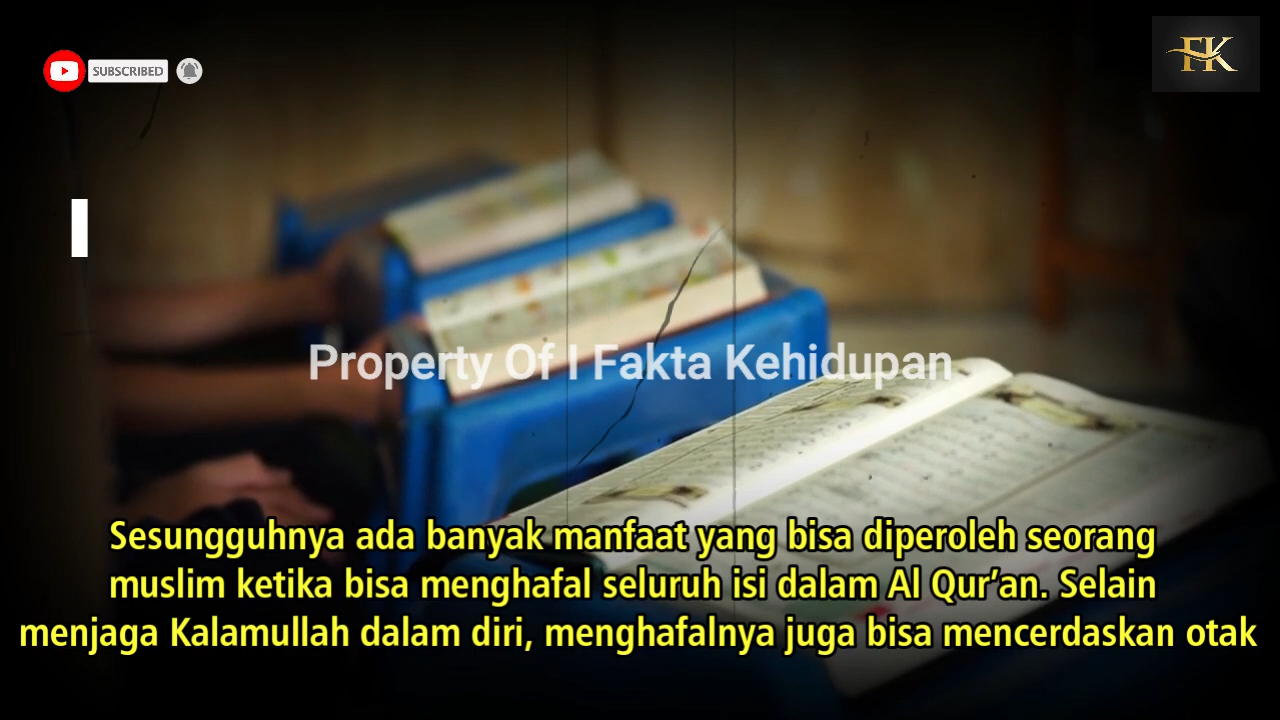 SUBSCRIBED
FK
I
Property Of I Fakta Kehidupan
Sesungguhnya ada banyak manfaat yang bisa diperoleh seorang
muslim ketika bisa menghafal seluruh isi dalam Al Qur’an. Selain
menjaga Kalamullah dalam diri, menghafalnya juga bisa mencerdaskan otak